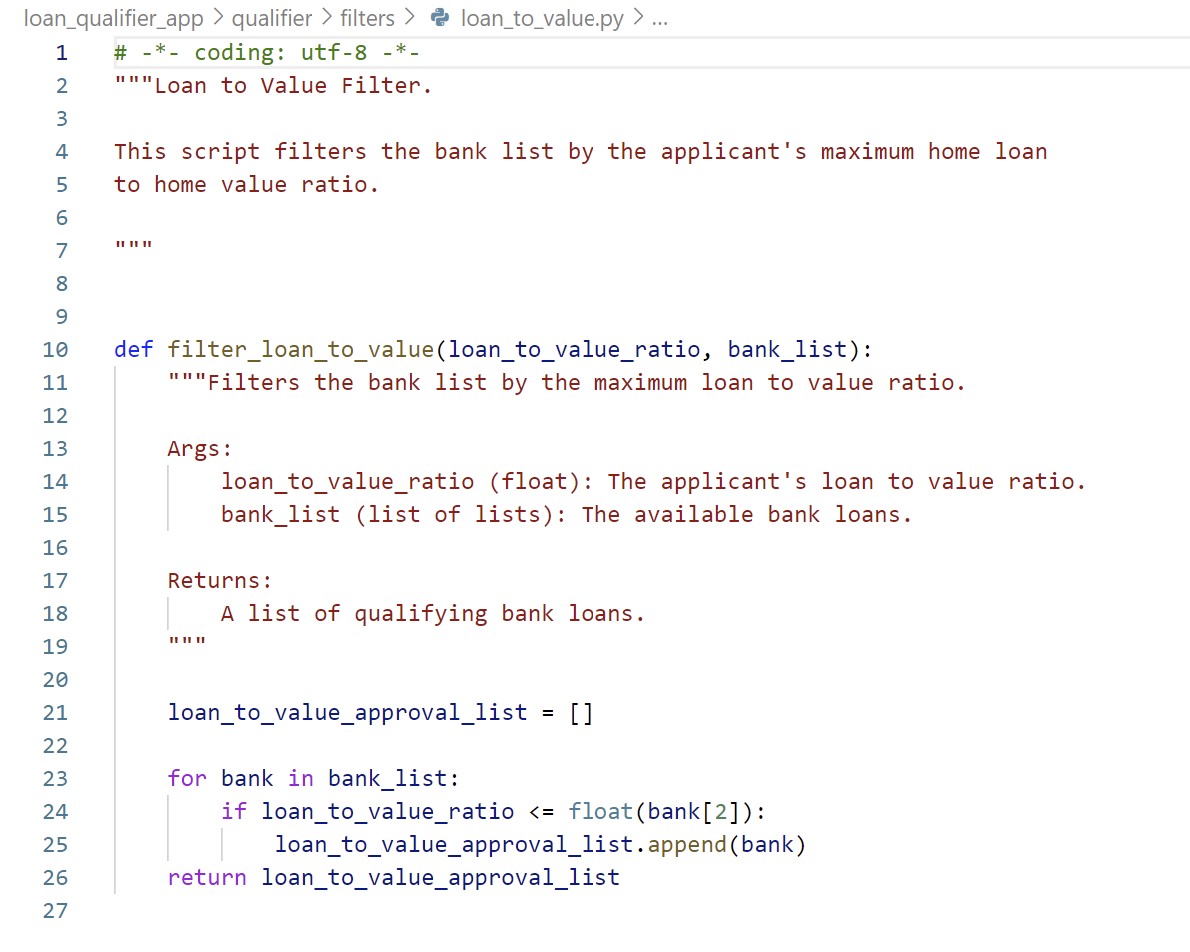 loan_qualifier_app > qualifier > filters > loan_to_value.py > ...
1 # -*- coding: utf-8 -*-
2 """Loan to Value Filter.
3
4 This script filters the bank list by the applicant's maximum home loan
5 to home value ratio.
6
7 """
8
9
10 def filter_loan_to_value(loan_to_value_ratio, bank_list):
11     """Filters the bank list by the maximum loan to value ratio.
12
13     Args:
14         loan_to_value_ratio (float): The applicant's loan to value ratio.
15         bank_list (list of lists): The available bank loans.
16
17     Returns:
18         A list of qualifying bank loans.
19     """
20
21     loan_to_value_approval_list = []
22
23     for bank in bank_list:
24         if loan_to_value_ratio <= float(bank[2]):
25             loan_to_value_approval_list.append(bank)
26     return loan_to_value_approval_list
27